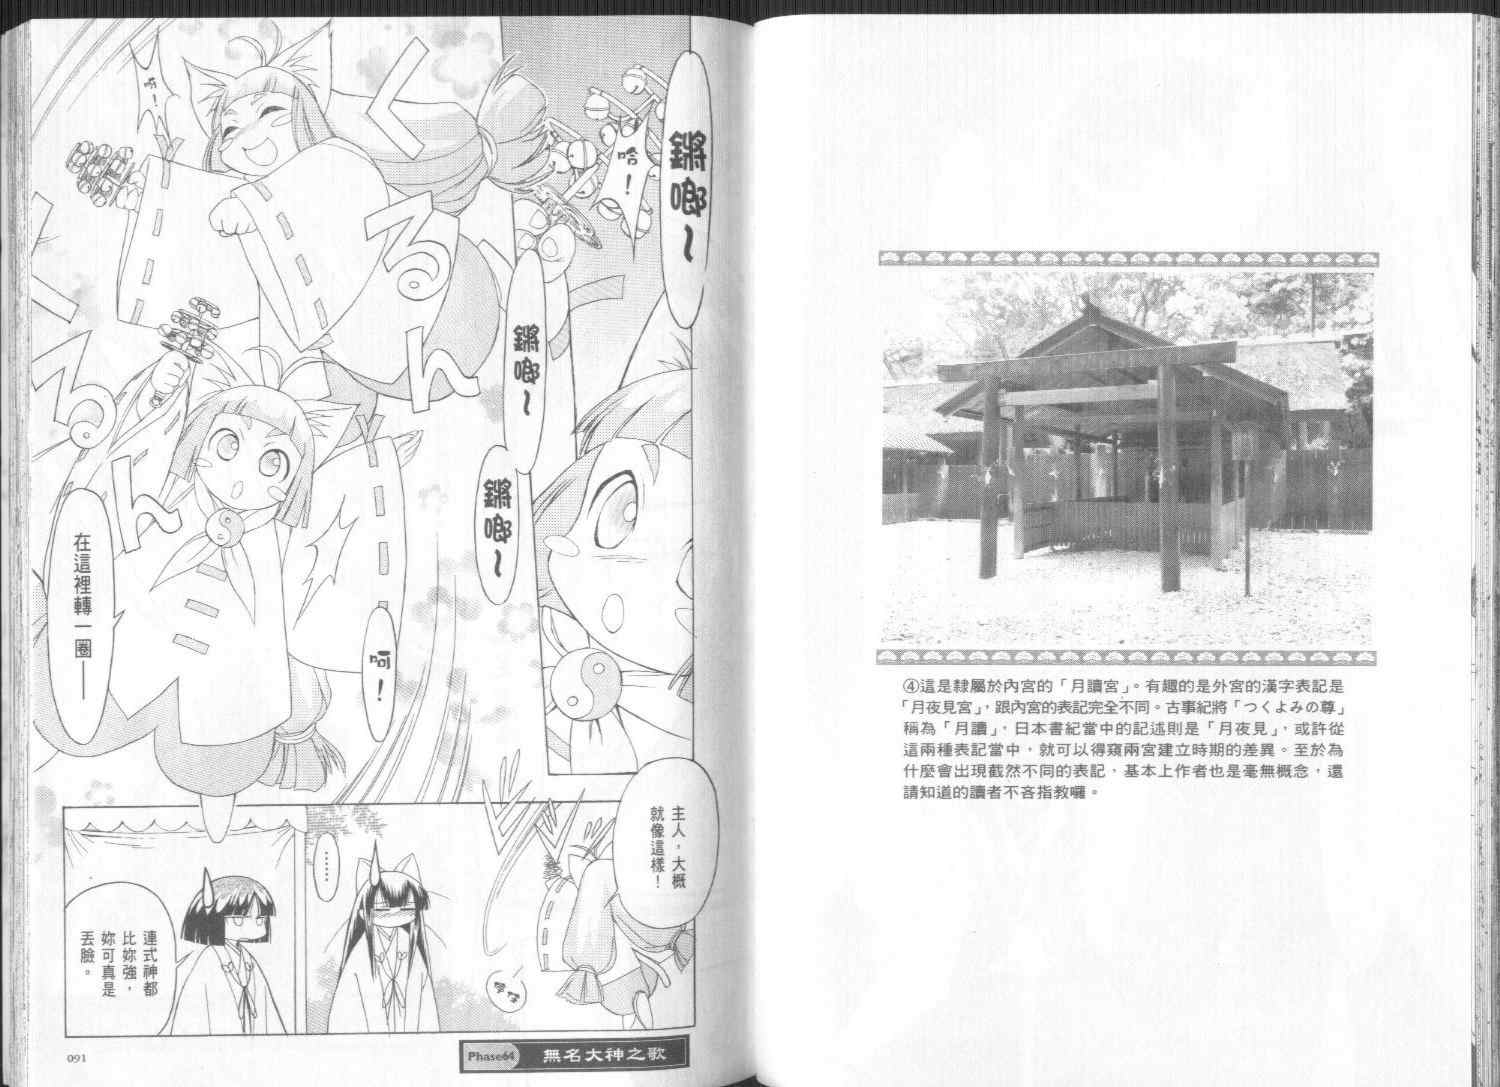 鏘啷~
哈！
鏘啷~
鏘啷~
呀！
くるん
くるん
呵！
在這裡轉一圈——
主人，大概
就像這樣！
……
連式神都
比妳強，
妳可真是
丟臉。
091
Phase64 無名大神之歌
④這是隸屬於內宮的「月讀宮」。有趣的是外宮的漢字表記是
「月夜見宮」，跟內宮的表記完全不同。古事紀將「つくよみの尊」
稱為「月讀」，日本書紀當中的記述則是「月夜見」，或許從
這兩種表記當中，就可以得窺兩宮建立時期的差異。至於為
什麼會出現截然不同的表記，基本上作者也是毫無概念，還
請知道的讀者不吝指教囉。